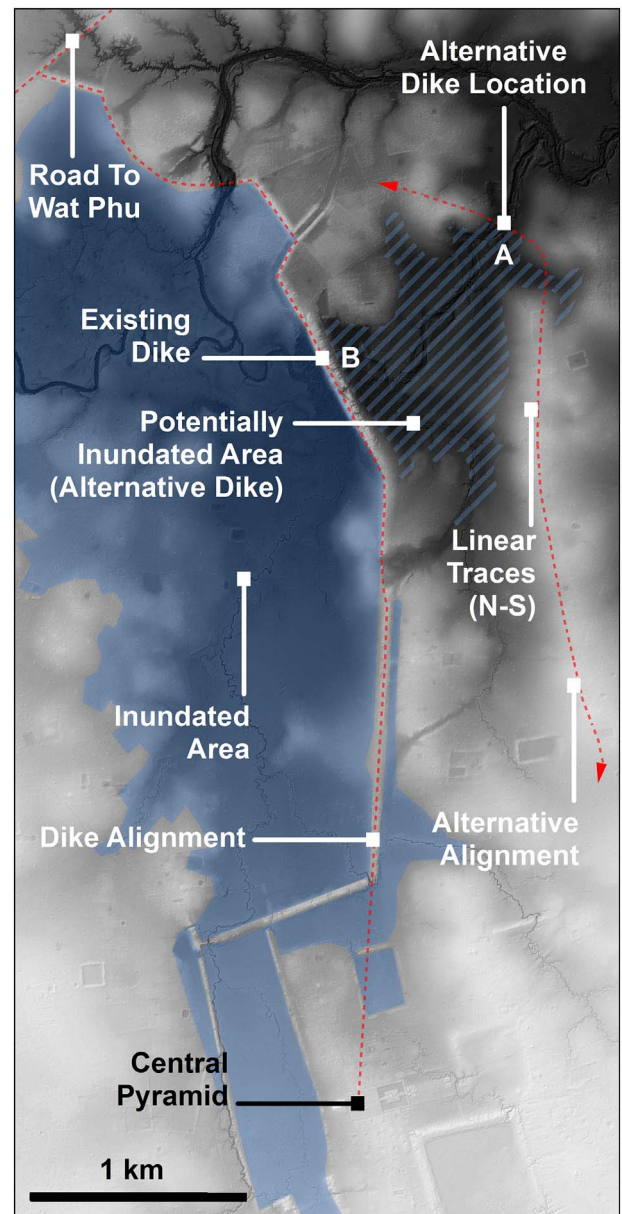 Alternative
Dike Location
Road To
Wat Phu
A
Existing
Dike
B
Potentially
Inundated Area
(Alternative Dike)
Linear
Traces
(N-S)
Inundated
Area
Dike Alignment
Alternative
Alignment
Central
Pyramid
1 km